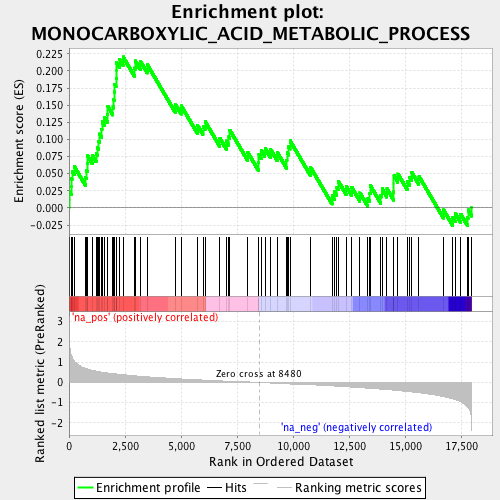 Enrichment plot:
MONOCARBOXYLIC_ACID_METABOLIC_PROCESS
Enrichment score (ES)
0.225
0.200
0.175
0.150
0.125
0.100
0.075
0.050
0.025
0.000
-0.025
'na_pos' (positively correlated)
Ranked list metric (PreRanked)
3
2
1
0
-1
-2
Zero cross at 8480
'na_neg' (negatively correlated)
0
2,500
5,000
7,500
10,000
12,500
15,000
17,500
Rank in Ordered Dataset
Enrichment profile
Hits
Ranking metric scores